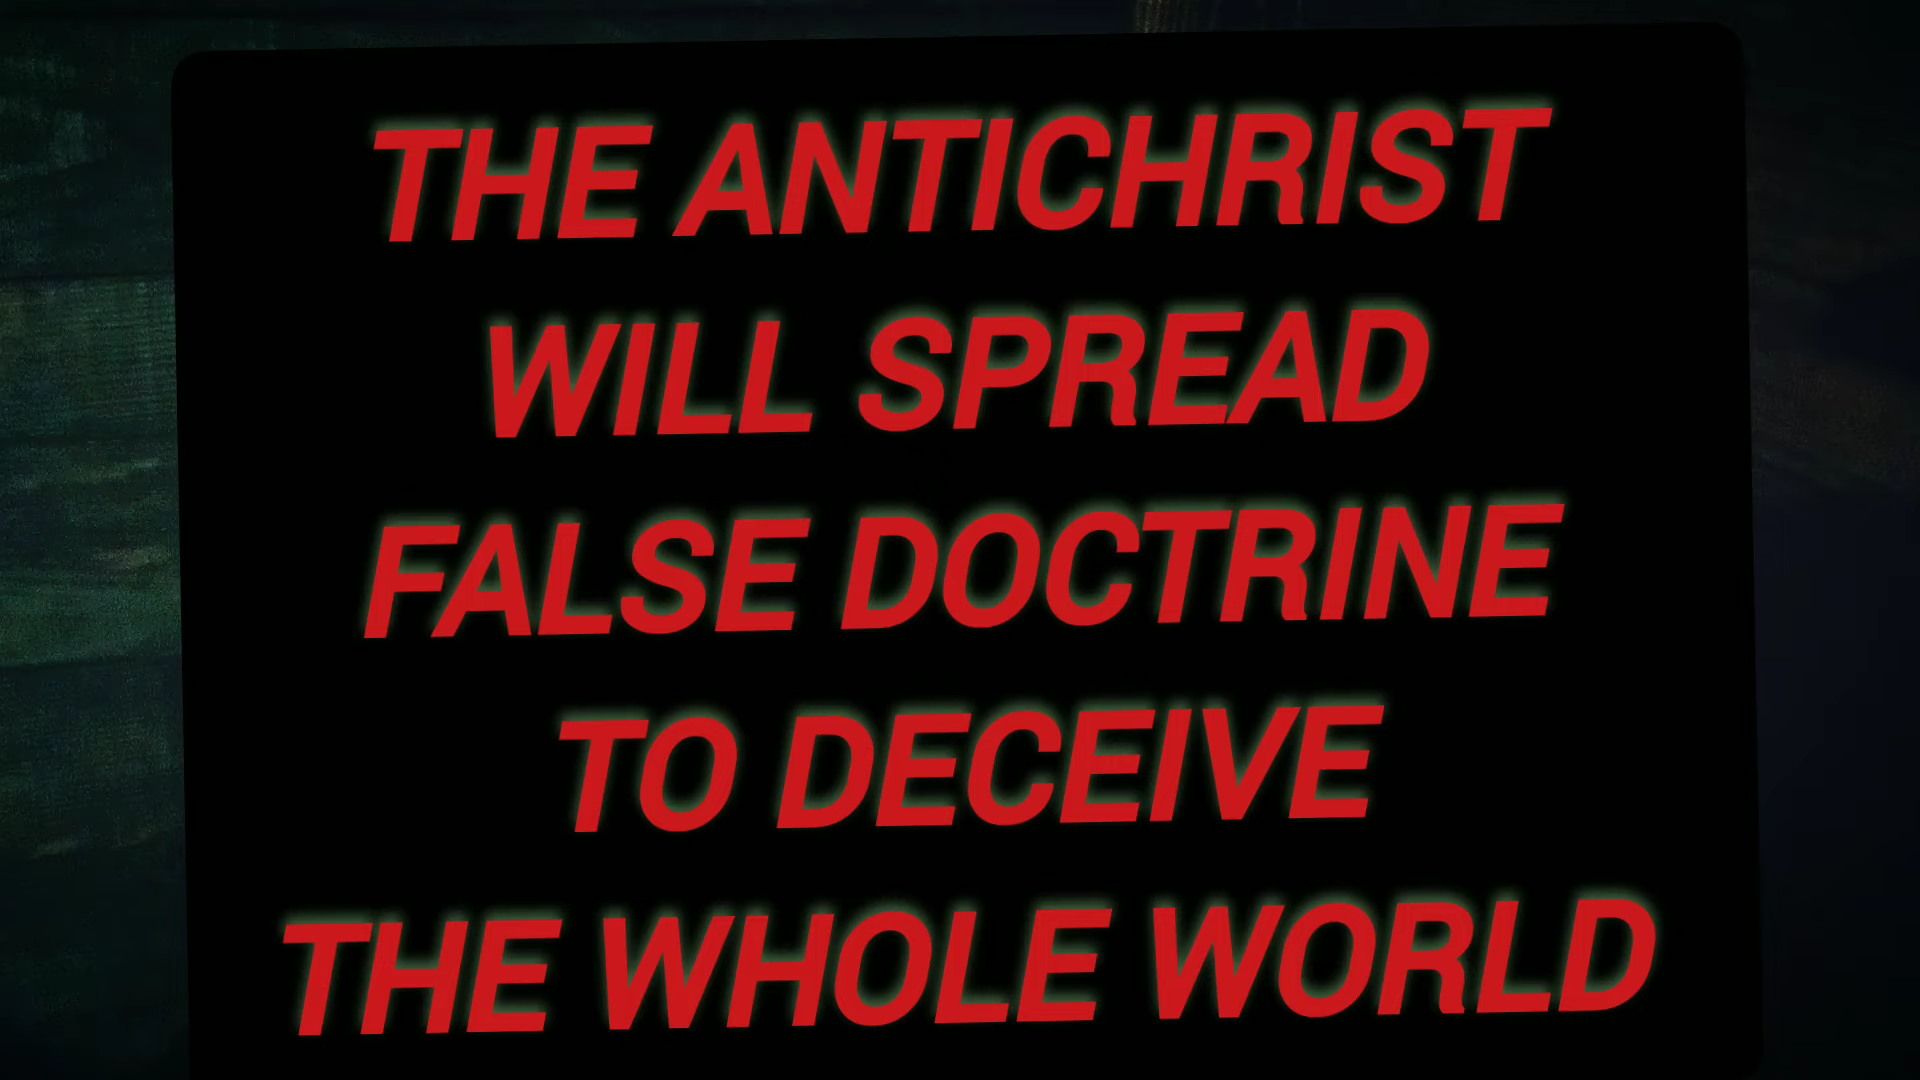 THE ANTICHRIST
WILL SPREAD
FALSE DOCTRINE
TO DECEIVE
THE WHOLE WORLD